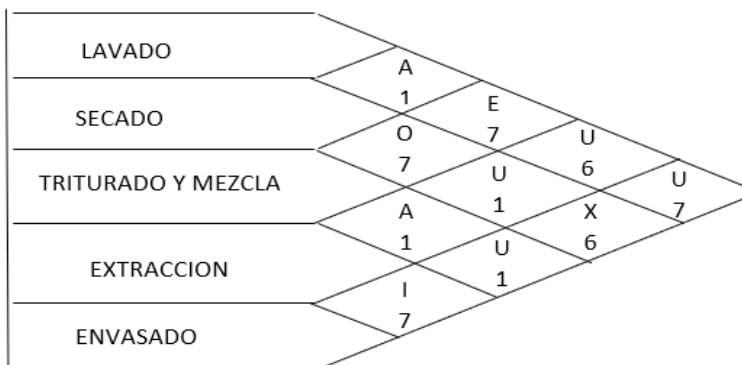 LAVADO
A
1
E
7
SECADO
U
6
O
7
U
7
TRITURADO Y MEZCLA
U
1
X
6
A
1
EXTRACCION
U
1
I
7
ENVASADO